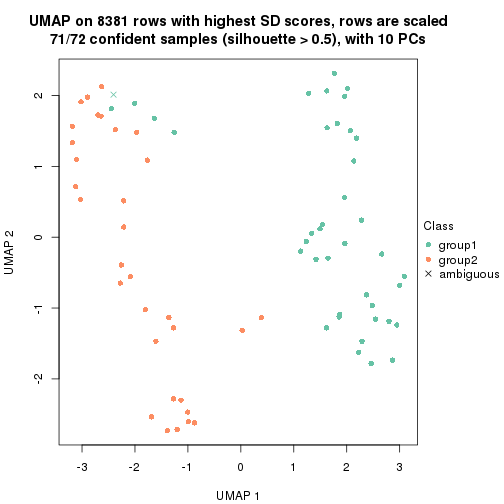 UMAP on 8381 rows with highest SD scores, rows are scaled
71/72 confident samples (silhouette > 0.5), with 10 PCs
2
1
0
-1
-2
UMAP 2
-3 -2 -1 0 1 2 3
UMAP 1
Class
group1
group2
ambiguous